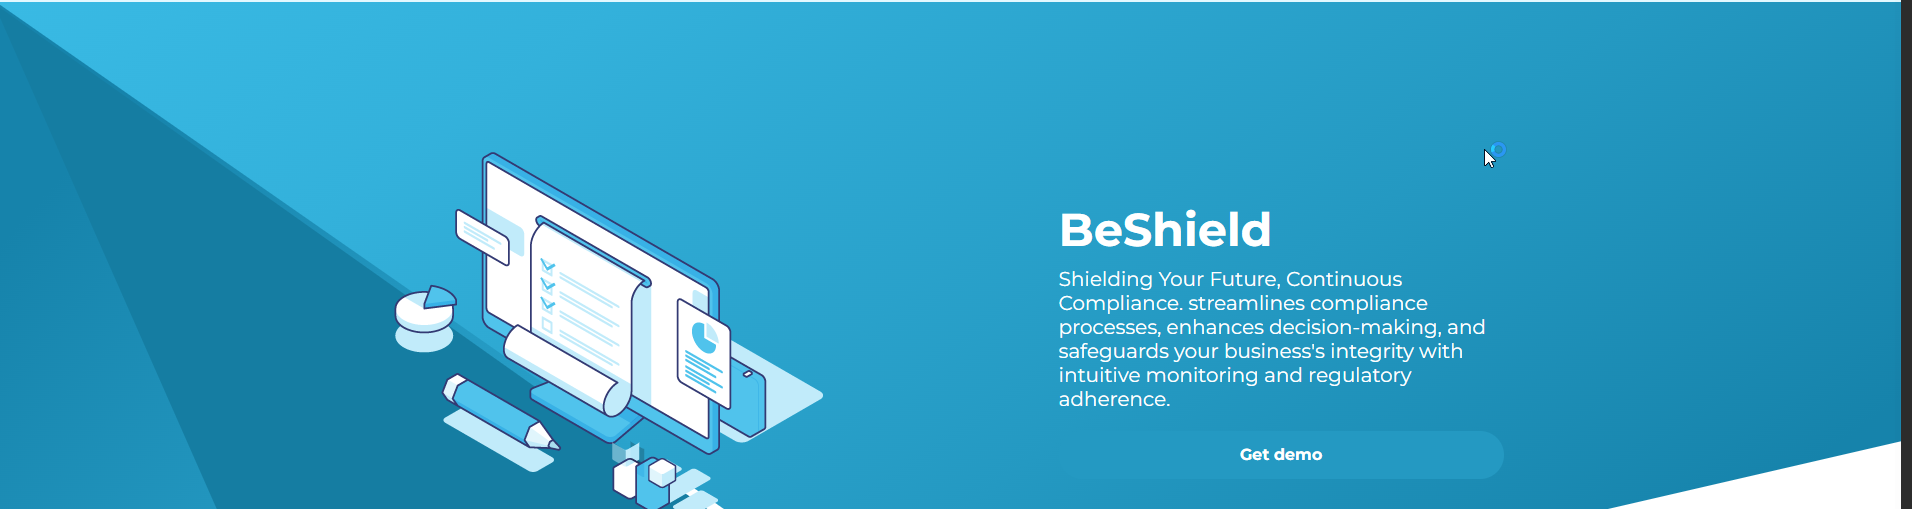 BeShield
Shielding Your Future, Continuous
Compliance. streamlines compliance
processes, enhances decision-making, and
safeguards your business's integrity with
intuitive monitoring and regulatory
adherence.
Get demo